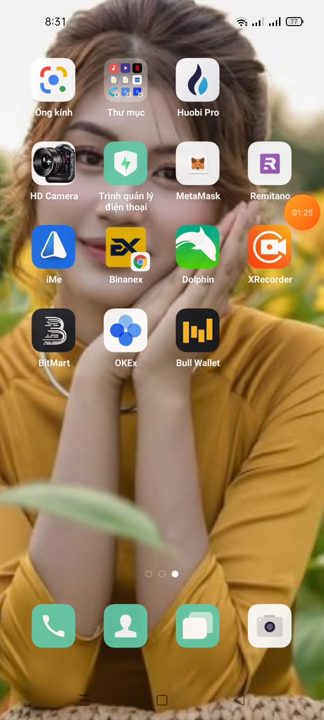 8:31
77
Ống kính
Thư mục
Huobi Pro
HD Camera
Trình quản lý
điện thoại
MetaMask
Remitano
01:25
iMe
Binanex
Dolphin
XRecorder
BitMart
OKEx
Bull Wallet